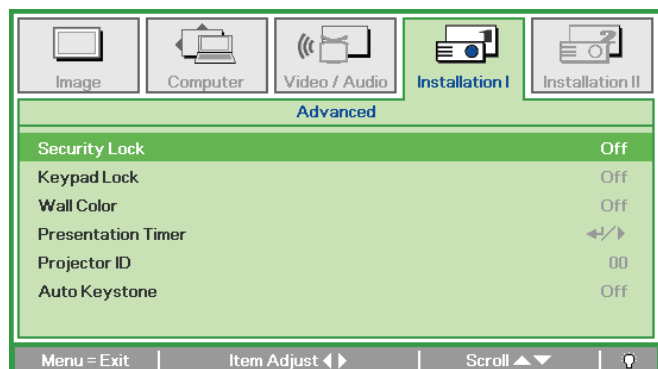 Image Computer Video / Audio Installation I Installation II
Advanced
Security Lock Off
Keypad Lock Off
Wall Color Off
Presentation Timer ↵/▶
Projector ID 00
Auto Keystone Off
Menu = Exit Item Adjust ◀▶ Scroll ▲▼